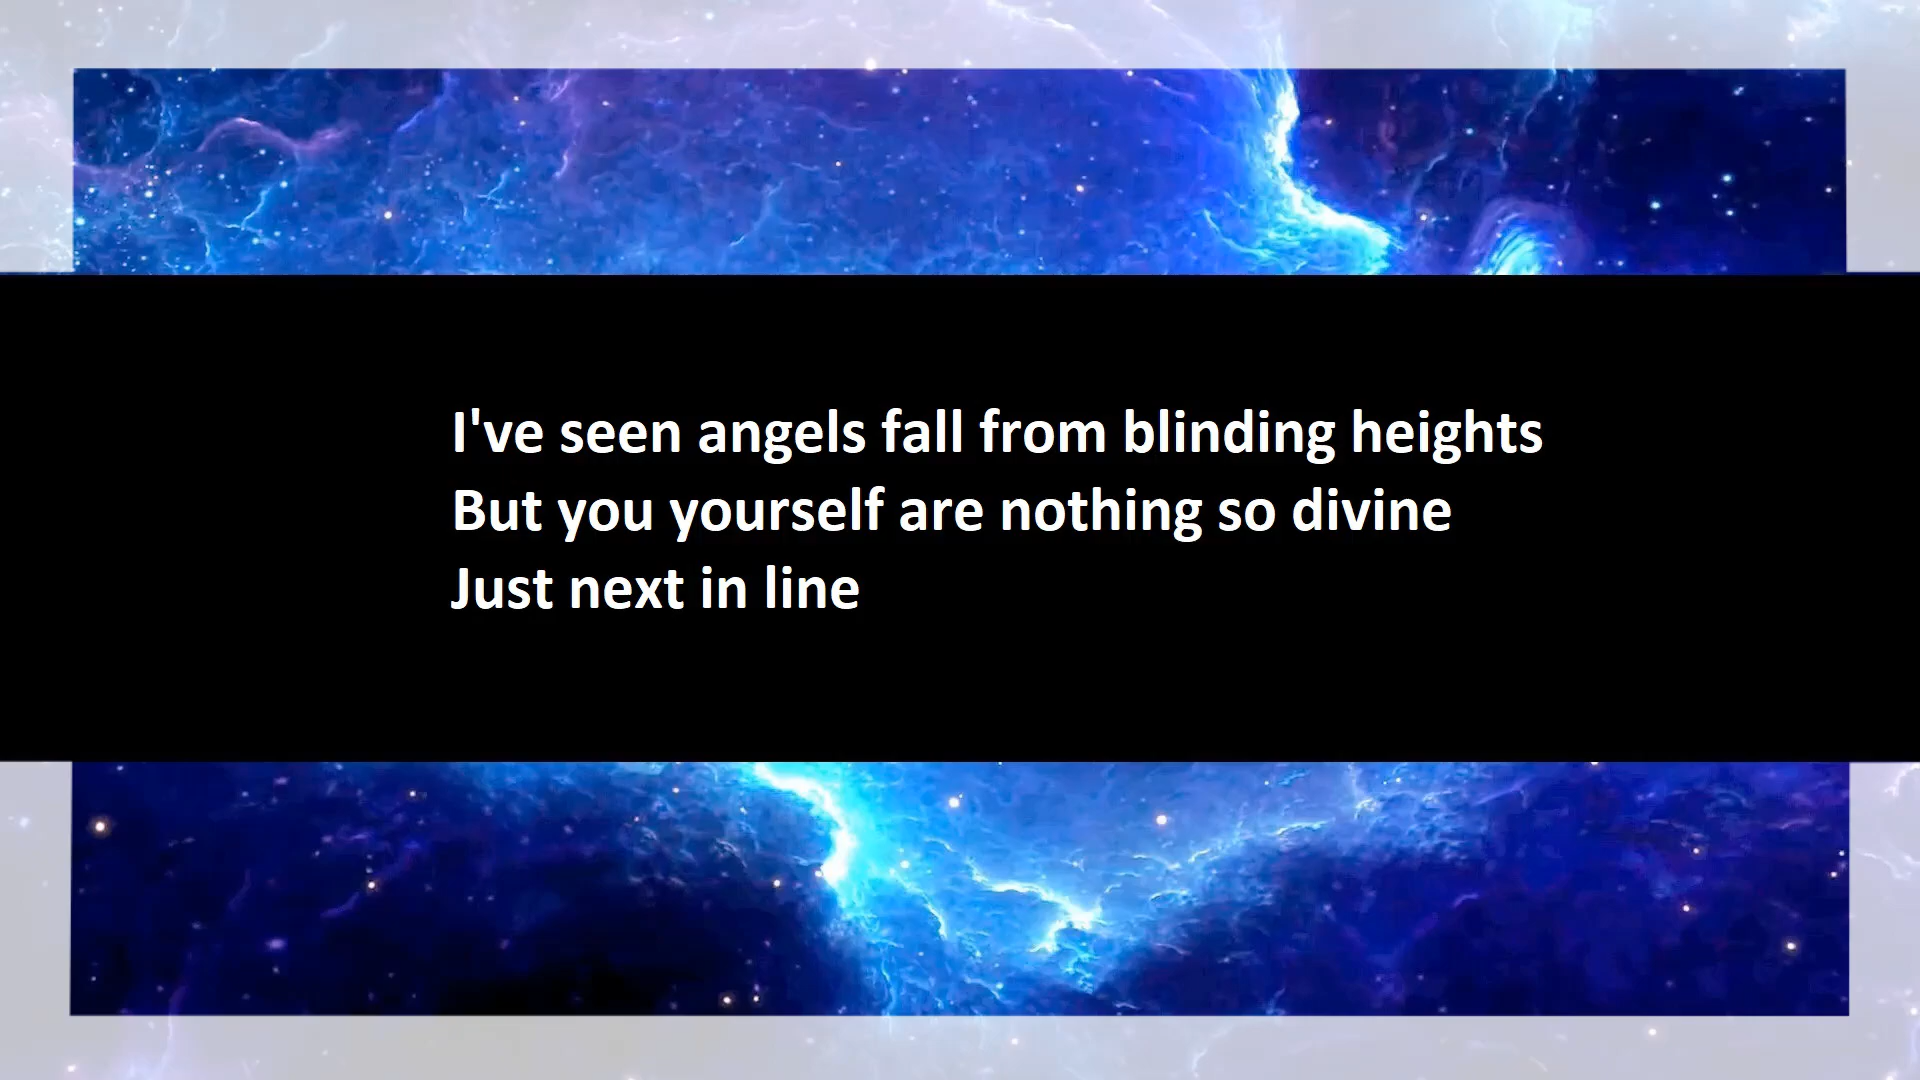 I've seen angels fall from blinding heights
But you yourself are nothing so divine
Just next in line